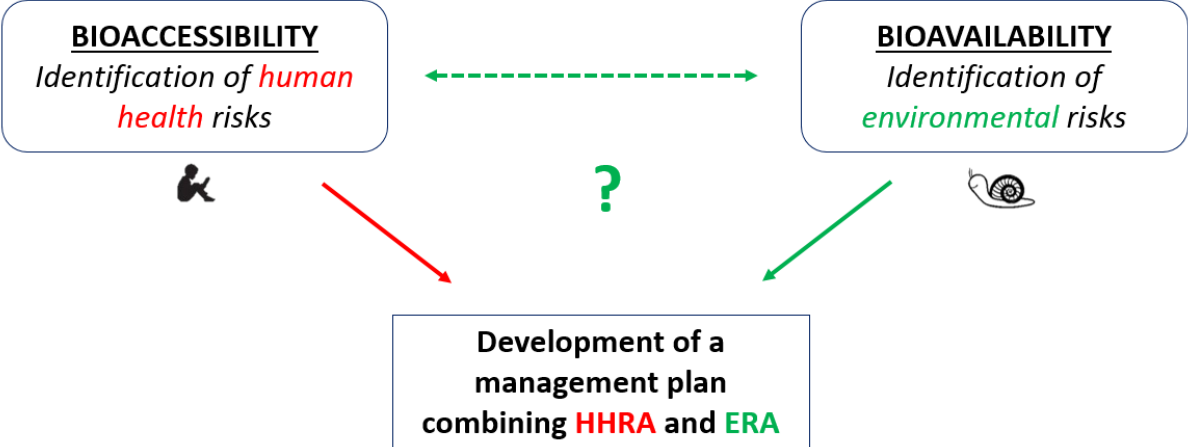 BIOACCESSIBILITY
Identification of human
health risks
BIOAVAILABILITY
Identification of
environmental risks
?
Development of a
management plan
combining HHRA and ERA